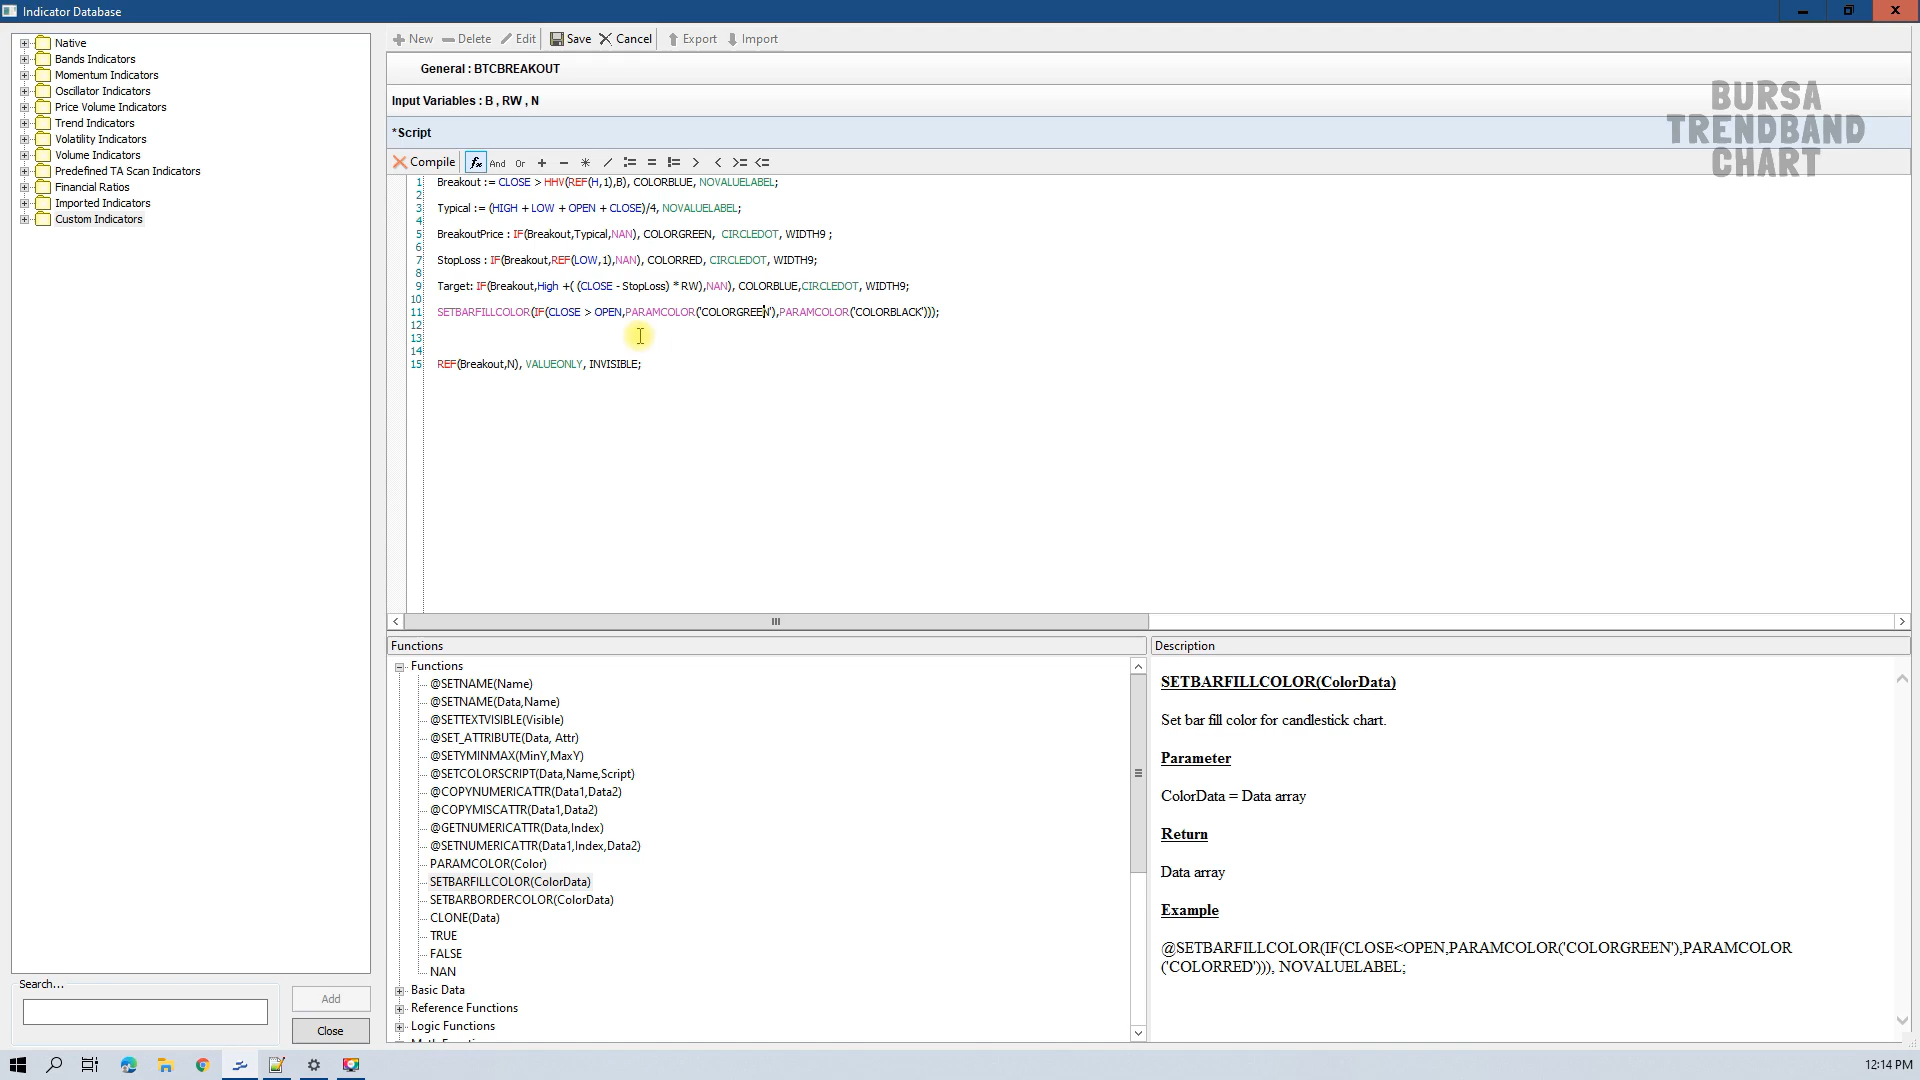 Indicator Database
Native
Bands Indicators
Momentum Indicators
Oscillator Indicators
Price Volume Indicators
Trend Indicators
Volatility Indicators
Volume Indicators
Predefined TA Scan Indicators
Financial Ratios
Imported Indicators
Custom Indicators
Search...
Add
Close
New Delete Edit Save Cancel Export Import
General : BTCBREAKOUT
Input Variables : B , RW , N
*Script
BURSA
TRENDBAND
CHART
Compile fx And Or + − * / := = != > < >= <=
1 Breakout := CLOSE > HHV(REF(H,1),B), COLORBLUE, NOVALUELABEL;
2
3 Typical := (HIGH + LOW + OPEN + CLOSE)/4, NOVALUELABEL;
4
5 BreakoutPrice : IF(Breakout,Typical,NAN), COLORGREEN, CIRCLEDOT, WIDTH9 ;
6
7 StopLoss : IF(Breakout,REF(LOW,1),NAN), COLORRED, CIRCLEDOT, WIDTH9;
8
9 Target: IF(Breakout,High +( (CLOSE - StopLoss) * RW),NAN), COLORBLUE,CIRCLEDOT, WIDTH9;
10
11 SETBARFILLCOLOR(IF(CLOSE > OPEN,PARAMCOLOR('COLORGREEN'),PARAMCOLOR('COLORBLACK')));
12
13
14
15 REF(Breakout,N), VALUEONLY, INVISIBLE;
Functions
Functions
@SETNAME(Name)
@SETNAME(Data,Name)
@SETTEXTVISIBLE(Visible)
@SET_ATTRIBUTE(Data, Attr)
@SETYMINMAX(MinY,MaxY)
@SETCOLORSCRIPT(Data,Name,Script)
@COPYNUMERICATTR(Data1,Data2)
@COPYMISCATTR(Data1,Data2)
@GETNUMERICATTR(Data,Index)
@SETNUMERICATTR(Data1,Index,Data2)
PARAMCOLOR(Color)
SETBARFILLCOLOR(ColorData)
SETBARBORDERCOLOR(ColorData)
CLONE(Data)
TRUE
FALSE
NAN
Basic Data
Reference Functions
Logic Functions
Description
SETBARFILLCOLOR(ColorData)
Set bar fill color for candlestick chart.
Parameter
ColorData = Data array
Return
Data array
Example
@SETBARFILLCOLOR(IF(CLOSE<OPEN,PARAMCOLOR('COLORGREEN'),PARAMCOLOR
('COLORRED'))), NOVALUELABEL;
12:14 PM